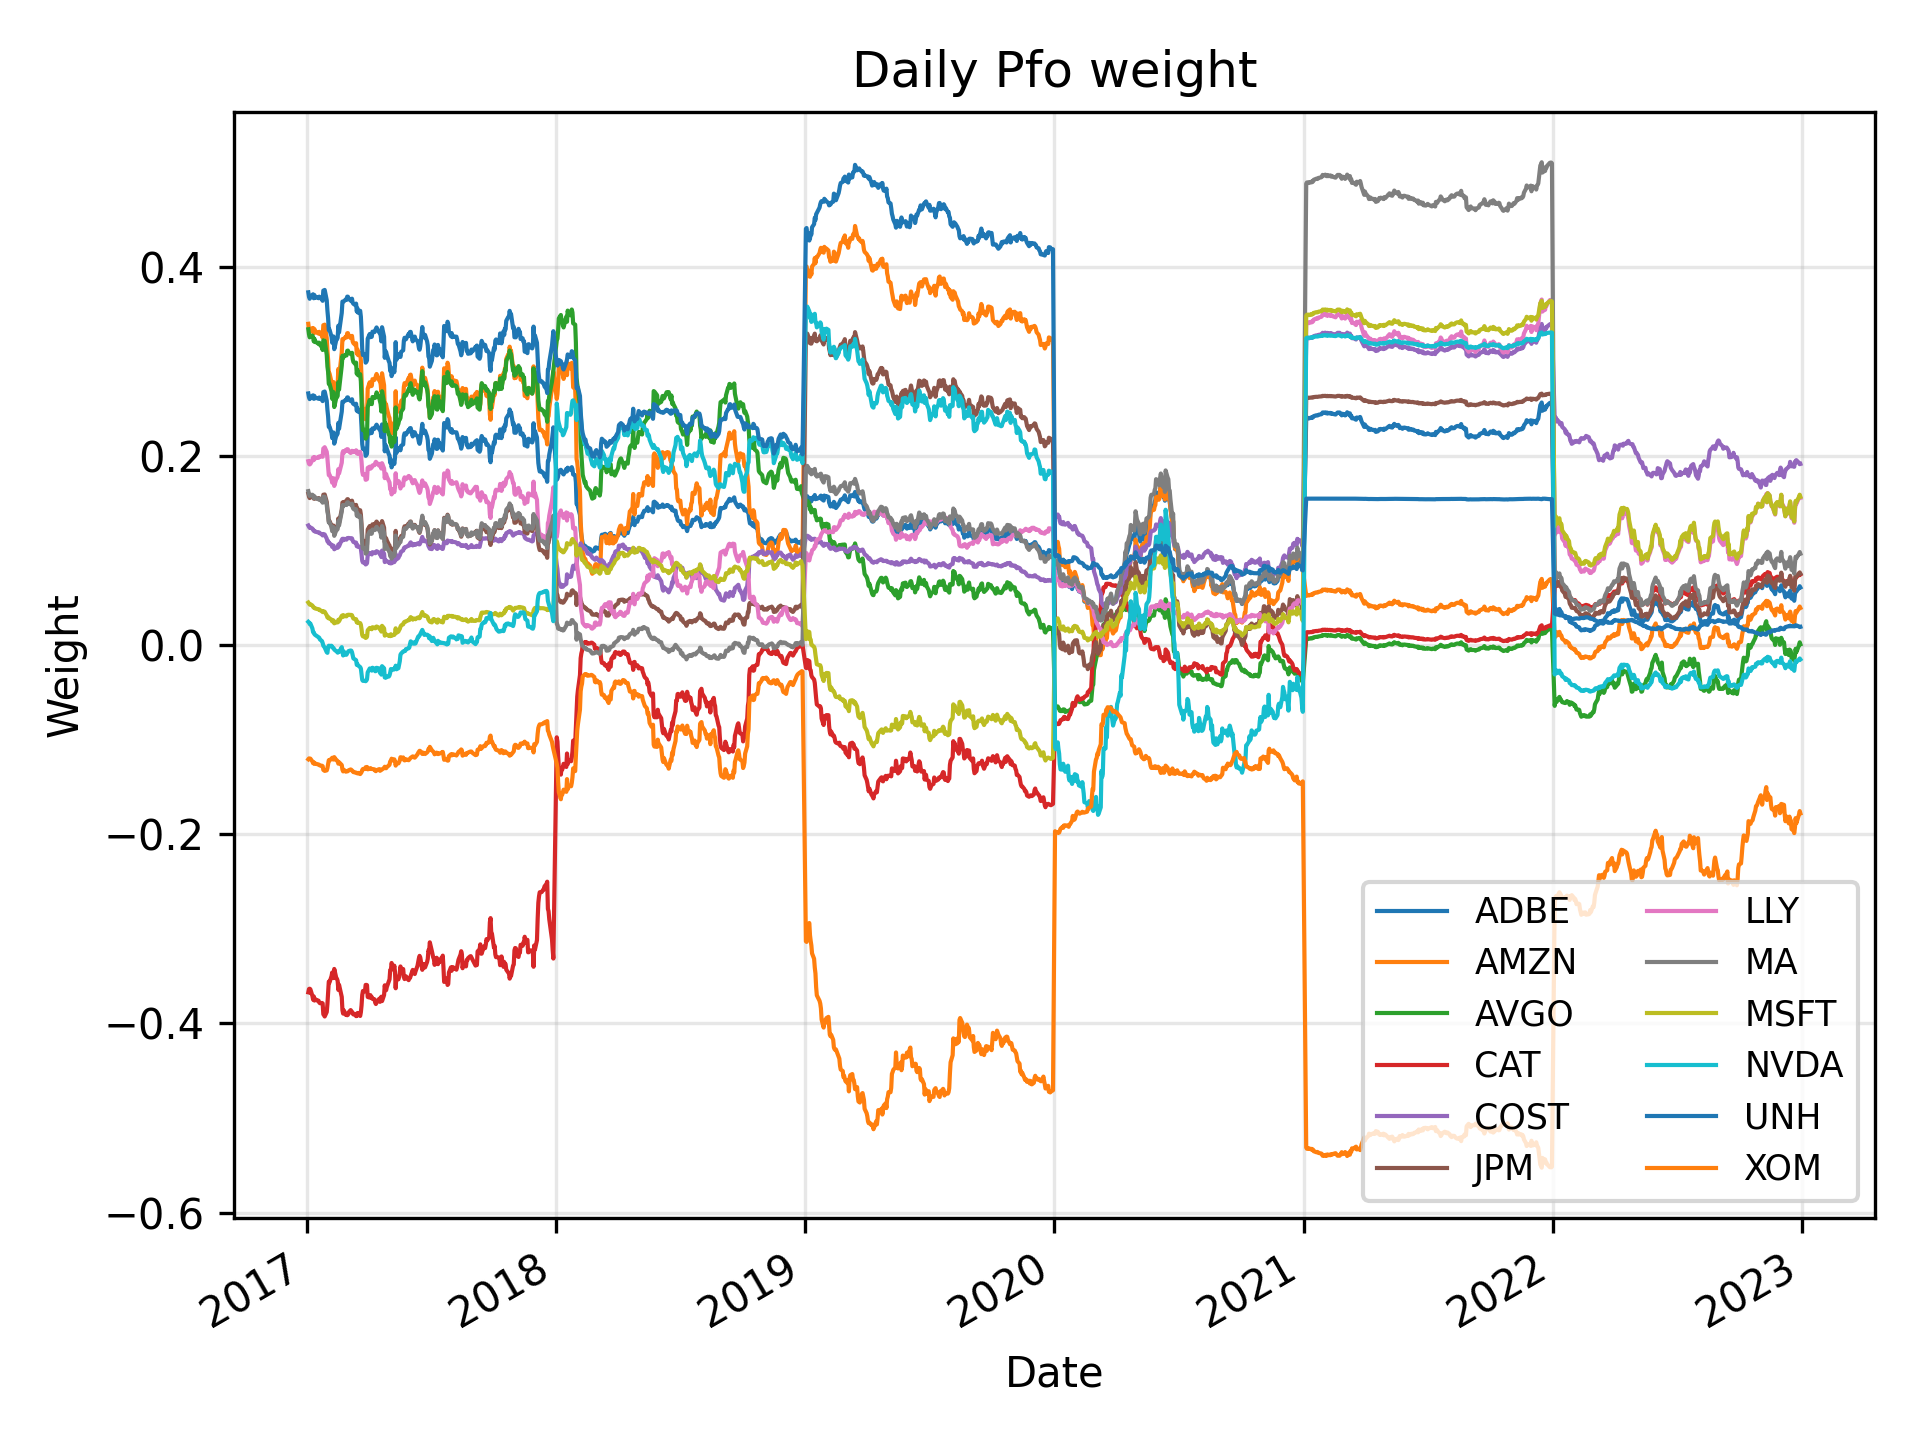 Daily Pfo weight
Weight
0.4
0.2
0.0
−0.2
−0.4
−0.6
ADBE
AMZN
AVGO
CAT
COST
JPM
LLY
MA
MSFT
NVDA
UNH
XOM
2017
2018
2019
2020
2021
2022
2023
Date